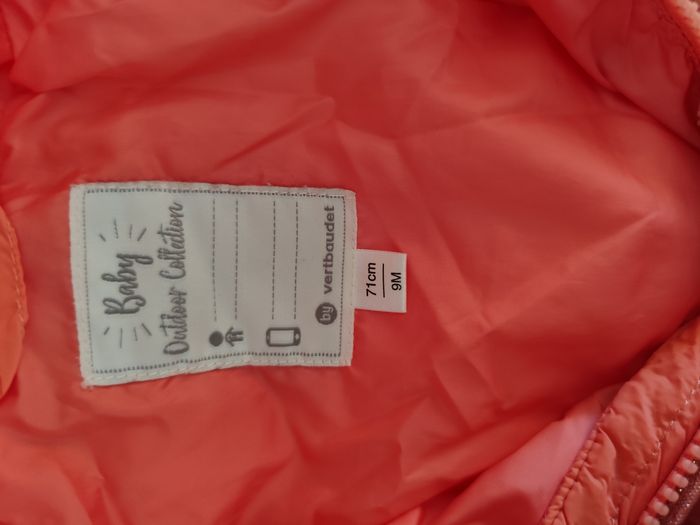 Baby
Outdoor Collection
by vertbaudet
71cm
9M